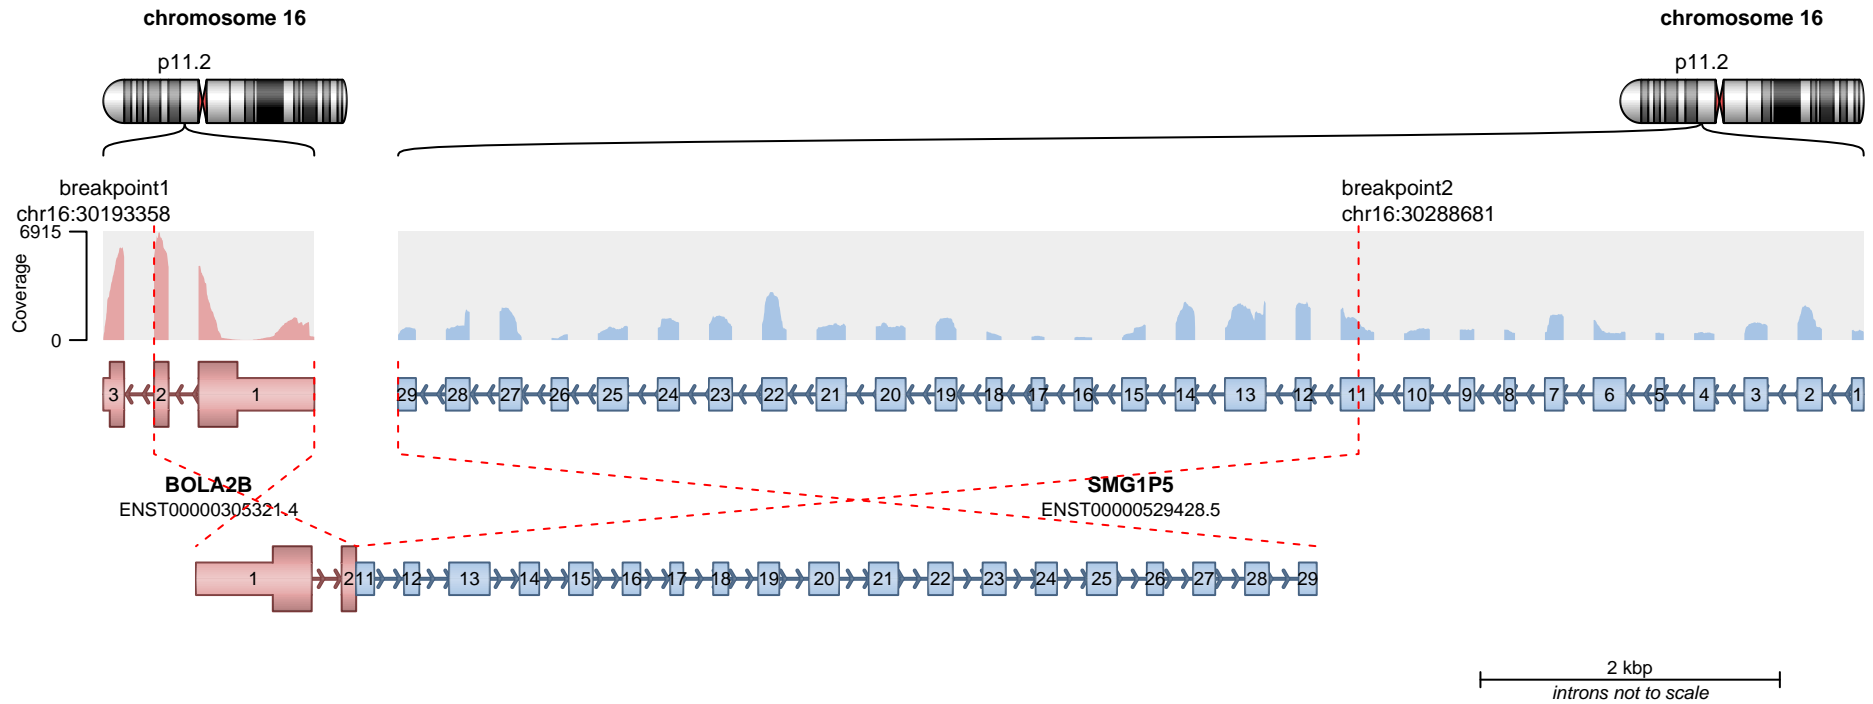 chromosome 16
chromosome 16
p11.2
p11.2
breakpoint1
chr16:30193358
breakpoint2
chr16:30288681
6915
Coverage
0
3 2 1
29 28 27 26 25 24 23 22 21 20 19 18 17 16 15 14 13 12 11 10 9 8 7 6 5 4 3 2 1
BOLA2B
ENST00000305321.4
SMG1P5
ENST00000529428.5
1 2 11 12 13 14 15 16 17 18 19 20 21 22 23 24 25 26 27 28 29
2 kbp
introns not to scale